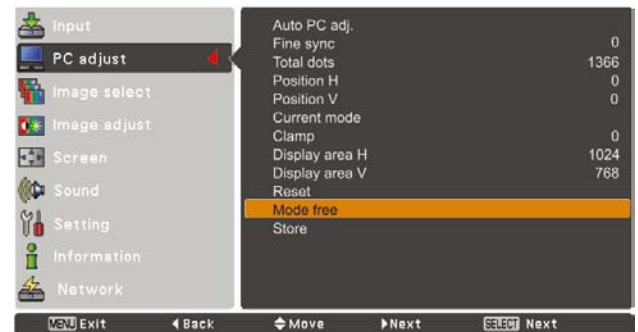 Input
PC adjust
Image select
Image adjust
Screen
Sound
Setting
Information
Network
Auto PC adj.
Fine sync 0
Total dots 1366
Position H 0
Position V 0
Current mode
Clamp 0
Display area H 1024
Display area V 768
Reset
Mode free
Store
MENU Exit Back Move Next SELECT Next